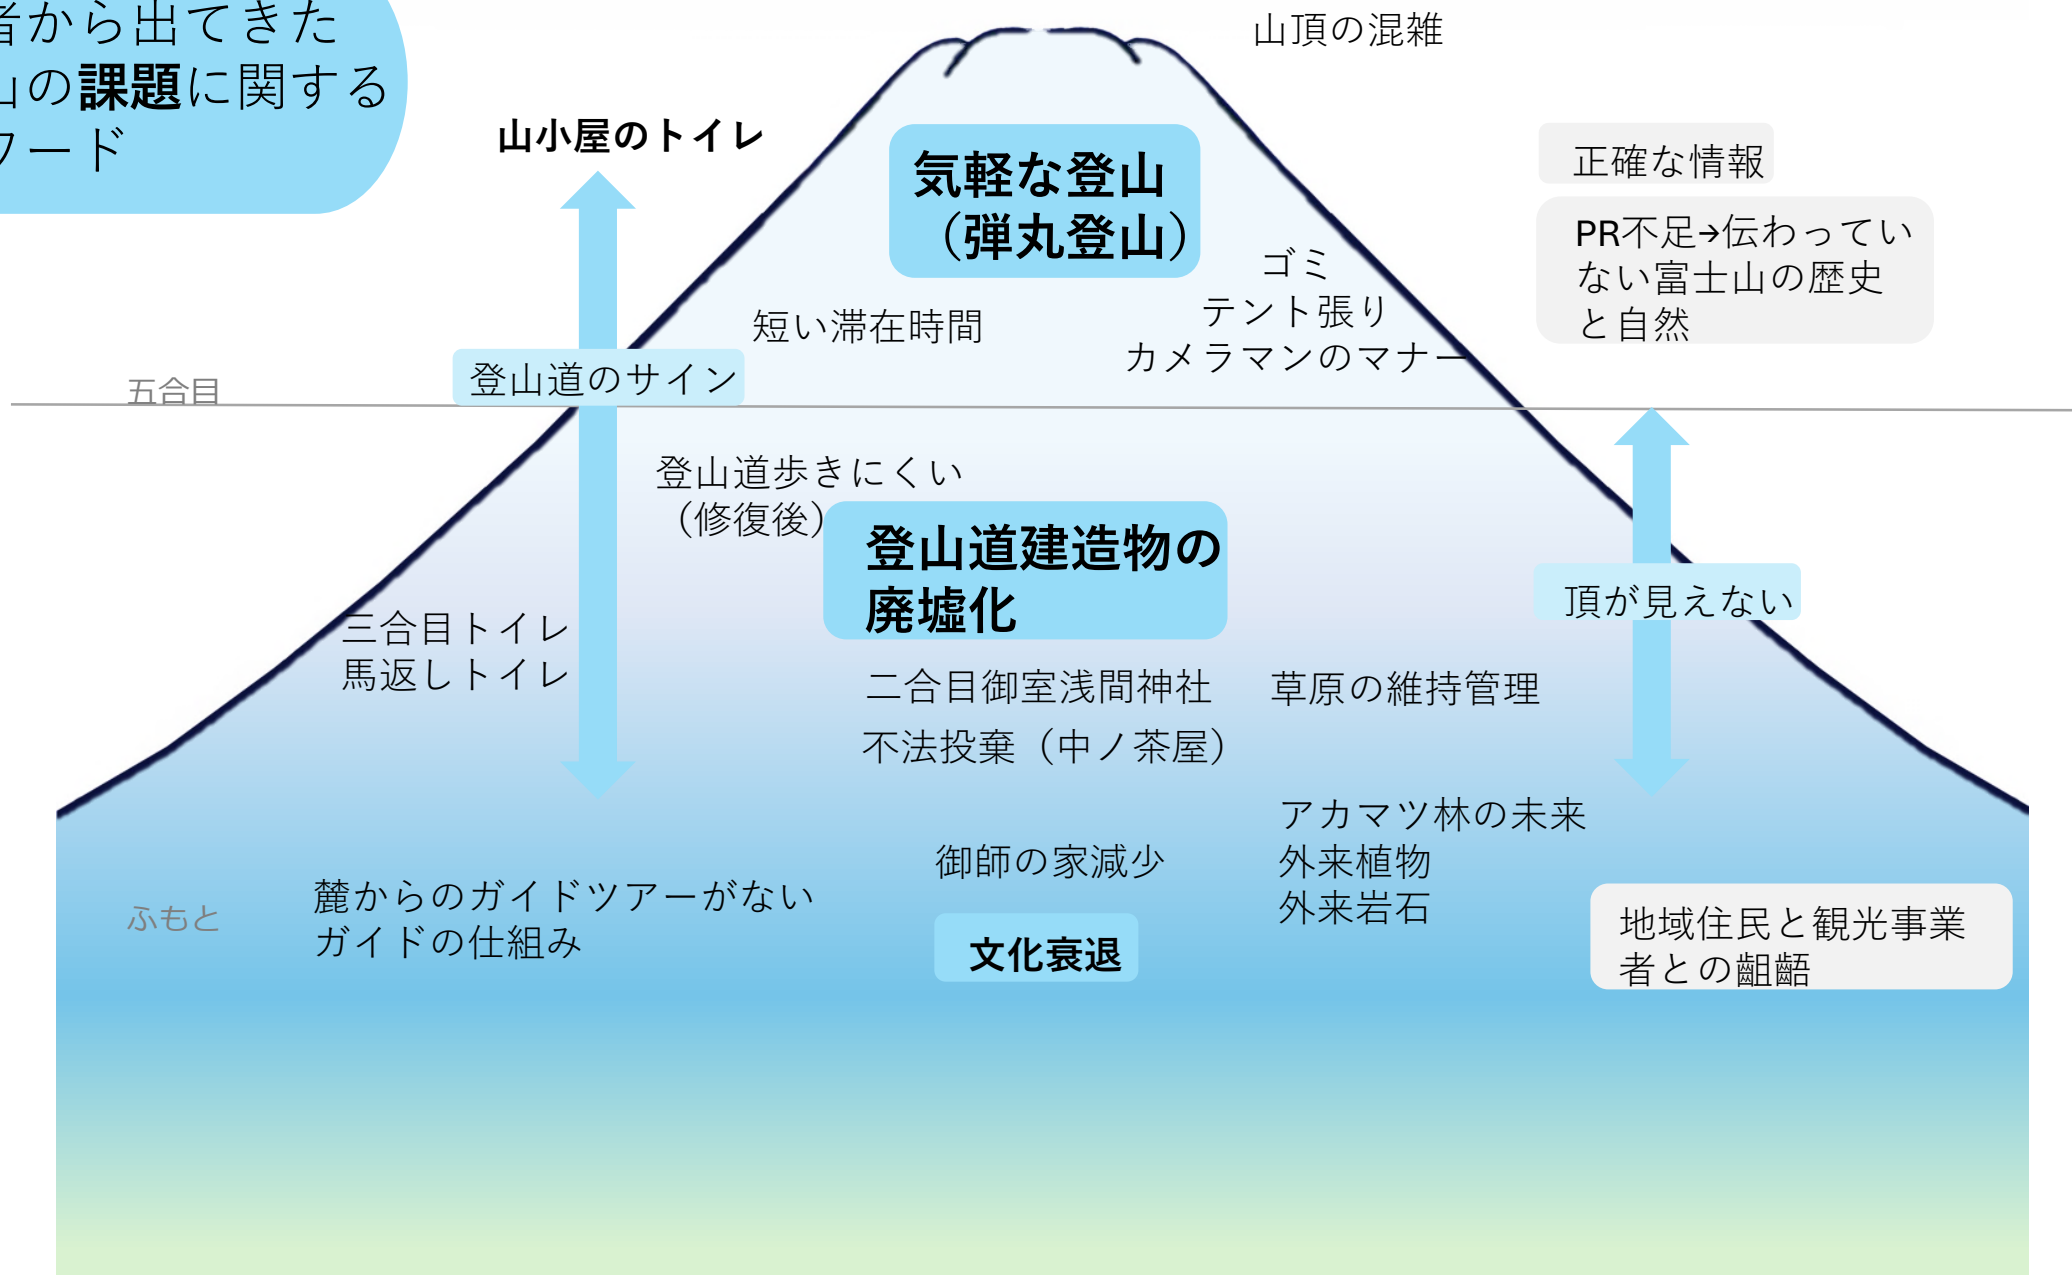 者から出てきた
山の課題に関する
ワード
山頂の混雑
山小屋のトイレ
気軽な登山
（弾丸登山）
正確な情報
PR不足→伝わってい
ない富士山の歴史
と自然
ゴミ
テント張り
カメラマンのマナー
短い滞在時間
登山道のサイン
五合目
登山道歩きにくい
（修復後）
登山道建造物の
廃墟化
頂が見えない
三合目トイレ
馬返しトイレ
二合目御室浅間神社
不法投棄（中ノ茶屋）
草原の維持管理
アカマツ林の未来
外来植物
外来岩石
御師の家減少
文化衰退
ふもと
麓からのガイドツアーがない
ガイドの仕組み
地域住民と観光事業
者との齟齬